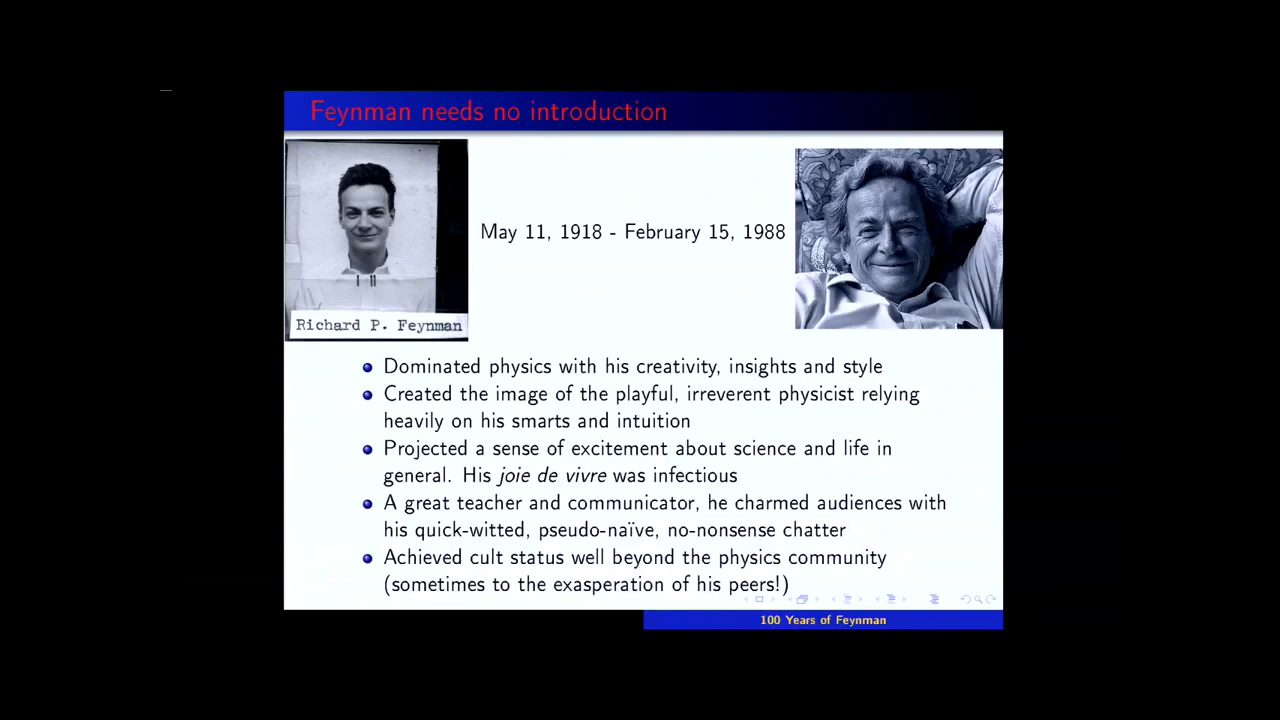 Feynman needs no introduction
May 11, 1918 - February 15, 1988
Richard P. Feynman
Dominated physics with his creativity, insights and style
Created the image of the playful, irreverent physicist relying
heavily on his smarts and intuition
Projected a sense of excitement about science and life in
general. His joie de vivre was infectious
A great teacher and communicator, he charmed audiences with
his quick-witted, pseudo-naïve, no-nonsense chatter
Achieved cult status well beyond the physics community
(sometimes to the exasperation of his peers!)
100 Years of Feynman